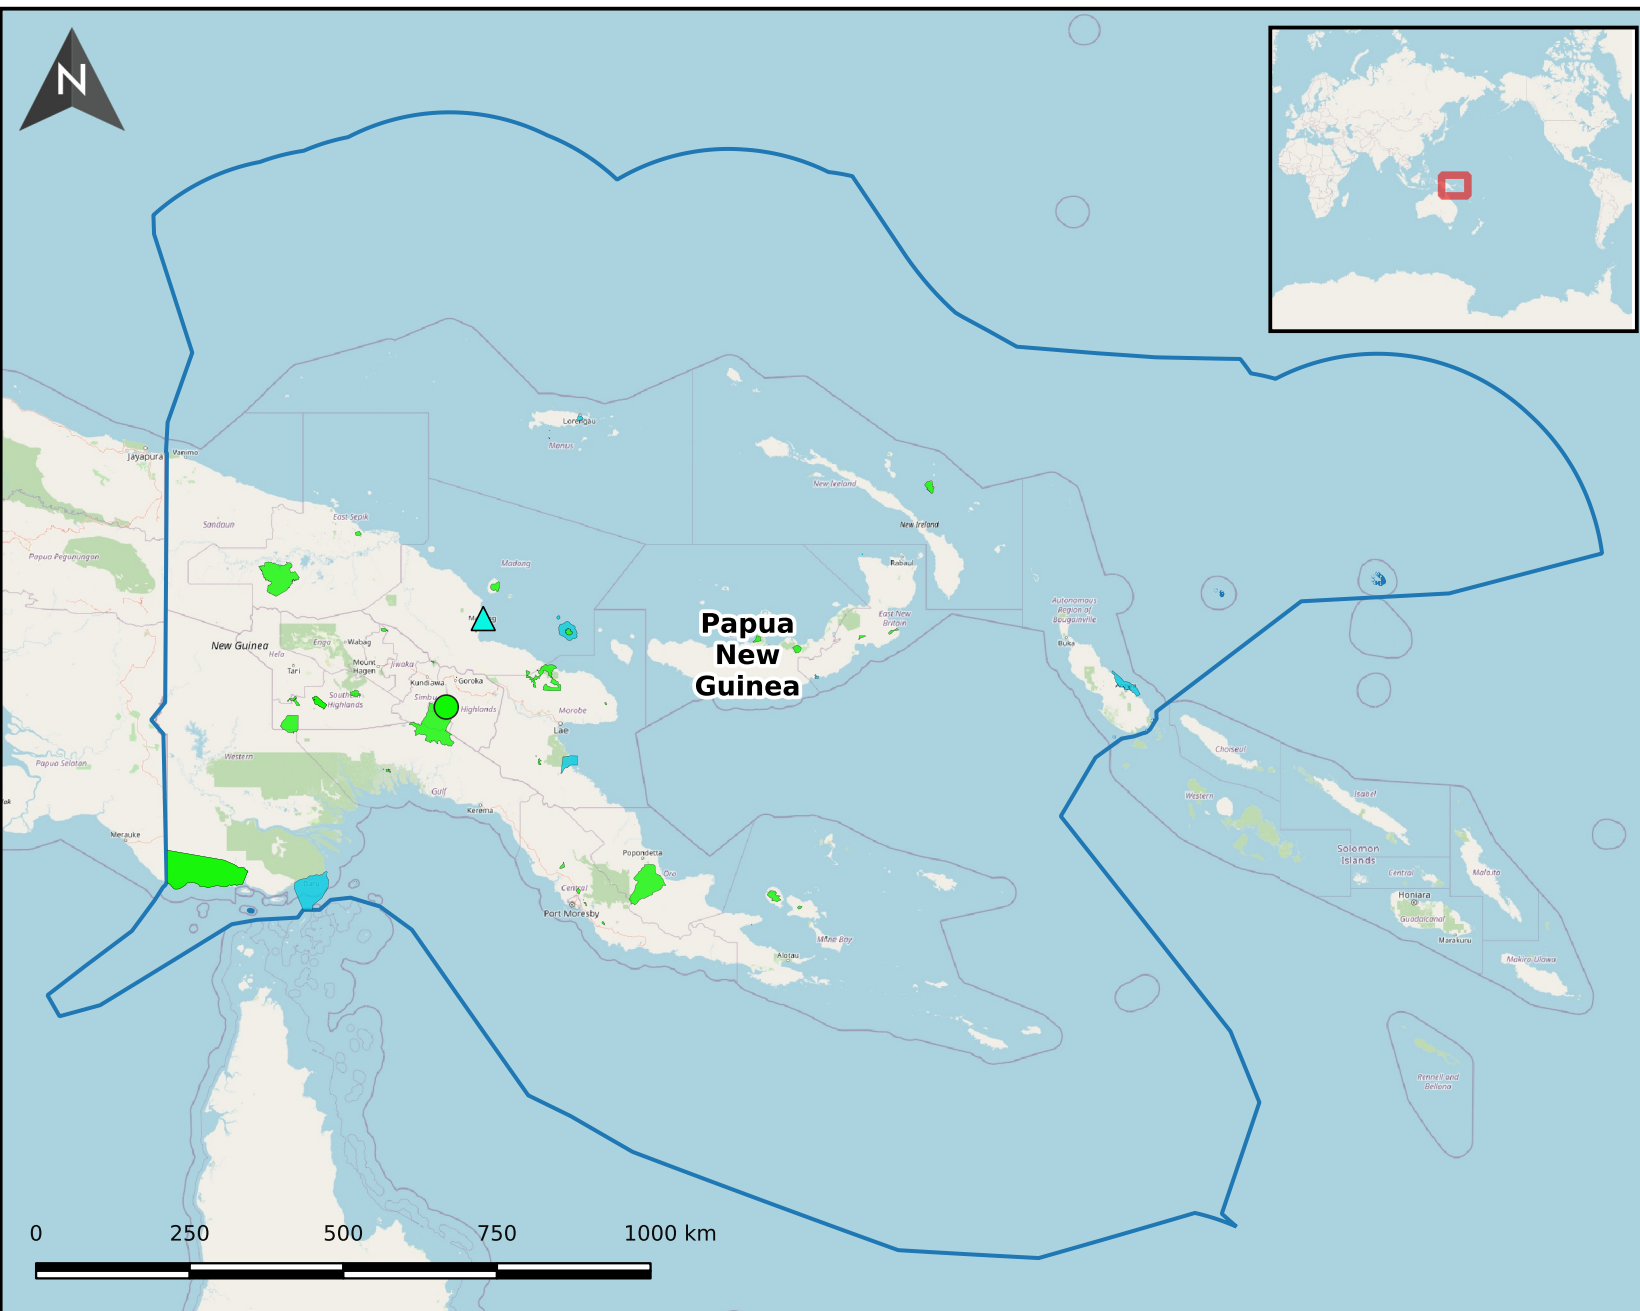 N
Lorengau
Manus
Jayapura
Vanimo
New Ireland
East Sepik
Sandaun
New Ireland
Papua Pegunungan
Madang
Rabaul
Autonomous
Region of
Bougainville
East New
Britain
Papua
New
Guinea
Buka
New Guinea
Enga
Wabag
Hela
Mount
Hagen
Jiwaka
Tari
Kundiawa
Goroka
Southern
Highlands
Simbu
Highlands
Morobe
Lae
Choiseul
Western
Papua Selatan
Gulf
Kerema
Western
Isabel
Merauke
Popondetta
Solomon
Islands
Oro
Central
Malaita
Central
Port Moresby
Honiara
Guadalcanal
Milne Bay
Marakuru
Alotau
Makira-Ulawa
Rennell and
Bellona
0 250 500 750 1000 km